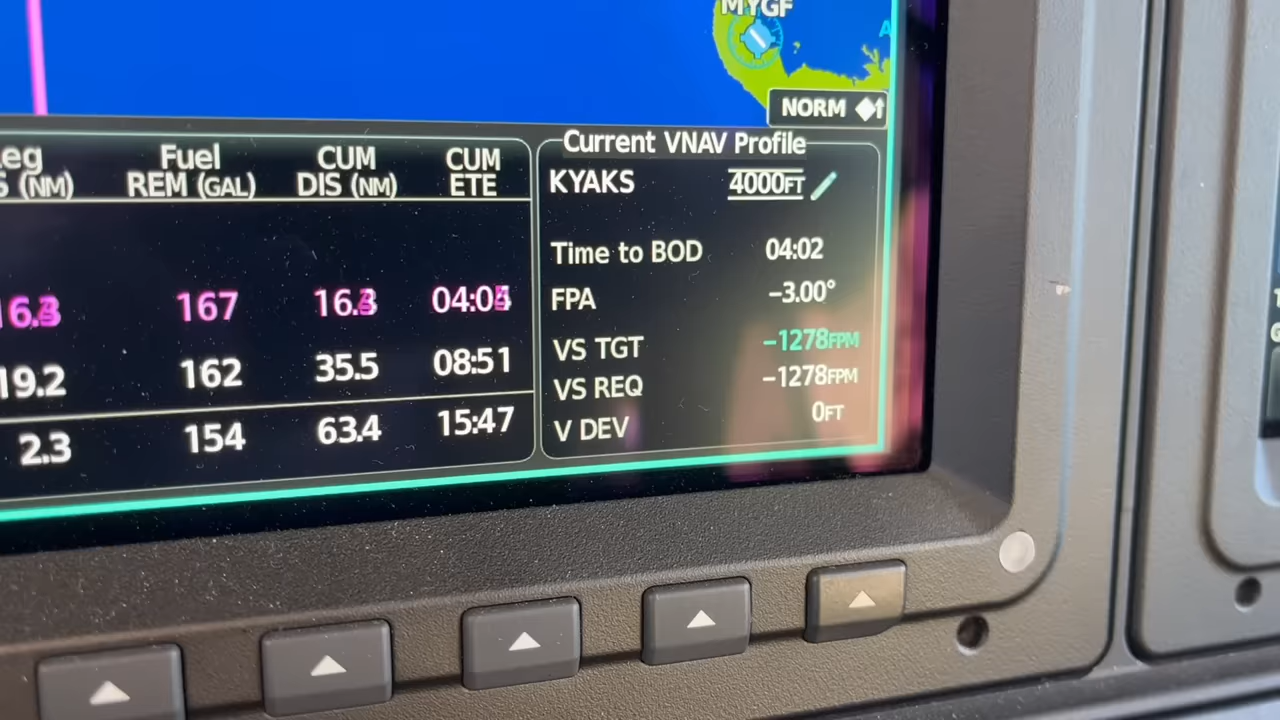 MYGF
NORM
Leg Fuel CUM CUM
S (NM) REM (GAL) DIS (NM) ETE
167
19.2 162 35.5 08:51
2.3 154 63.4 15:47
Current VNAV Profile
KYAKS 4000FT
Time to BOD 04:02
FPA -3.00°
VS TGT -1278FPM
VS REQ -1278FPM
V DEV 0FT